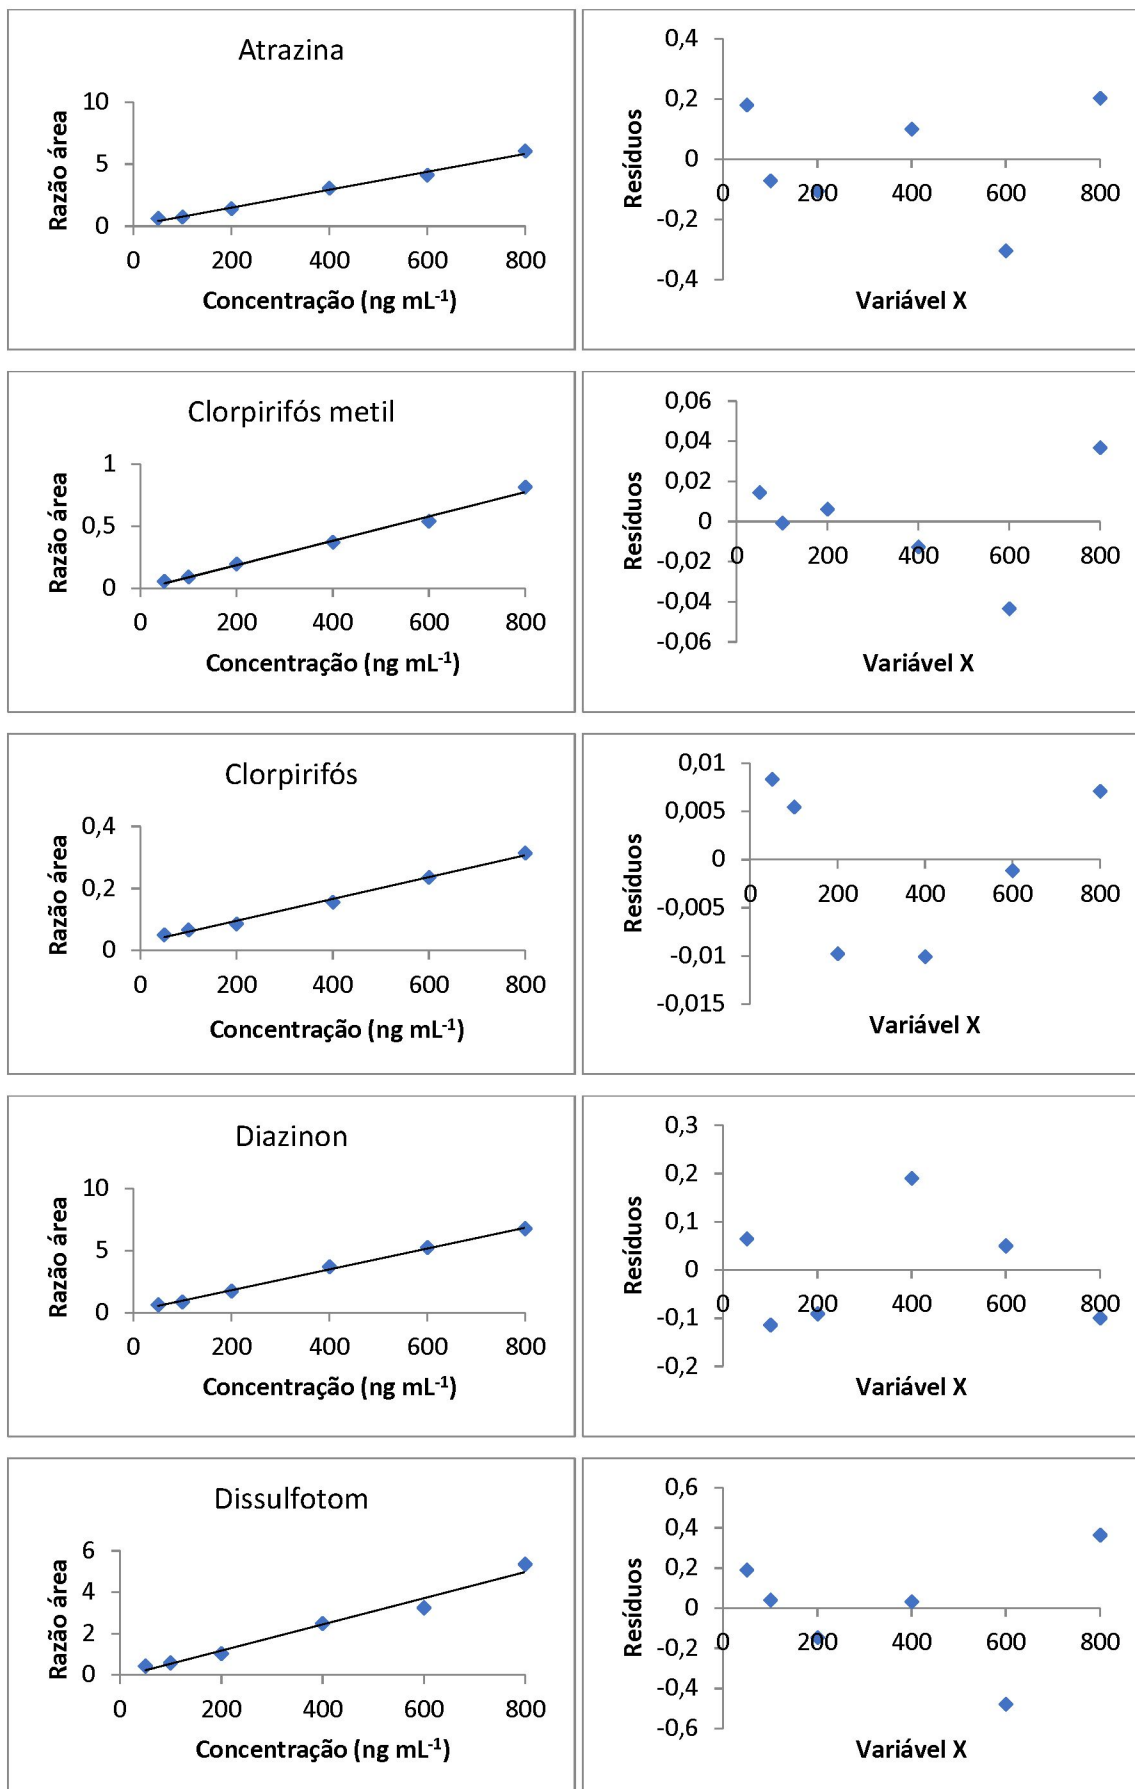 Atrazina
Razão área
10
5
0
0 200 400 600 800
Concentração (ng mL⁻¹)
Resíduos
0,4
0,2
0
-0,2
-0,4
0 200 400 600 800
Variável X
Clorpirifós metil
Razão área
1
0,5
0
0 200 400 600 800
Concentração (ng mL⁻¹)
Resíduos
0,06
0,04
0,02
0
-0,02
-0,04
-0,06
0 200 400 600 800
Variável X
Clorpirifós
Razão área
0,4
0,2
0
0 200 400 600 800
Concentração (ng mL⁻¹)
Resíduos
0,01
0,005
0
-0,005
-0,01
-0,015
0 200 400 600 800
Variável X
Diazinon
Razão área
10
5
0
0 200 400 600 800
Concentração (ng mL⁻¹)
Resíduos
0,3
0,2
0,1
0
-0,1
-0,2
0 200 400 600 800
Variável X
Dissulfotom
Razão área
6
4
2
0
0 200 400 600 800
Concentração (ng mL⁻¹)
Resíduos
0,6
0,4
0,2
0
-0,2
-0,4
-0,6
0 200 400 600 800
Variável X